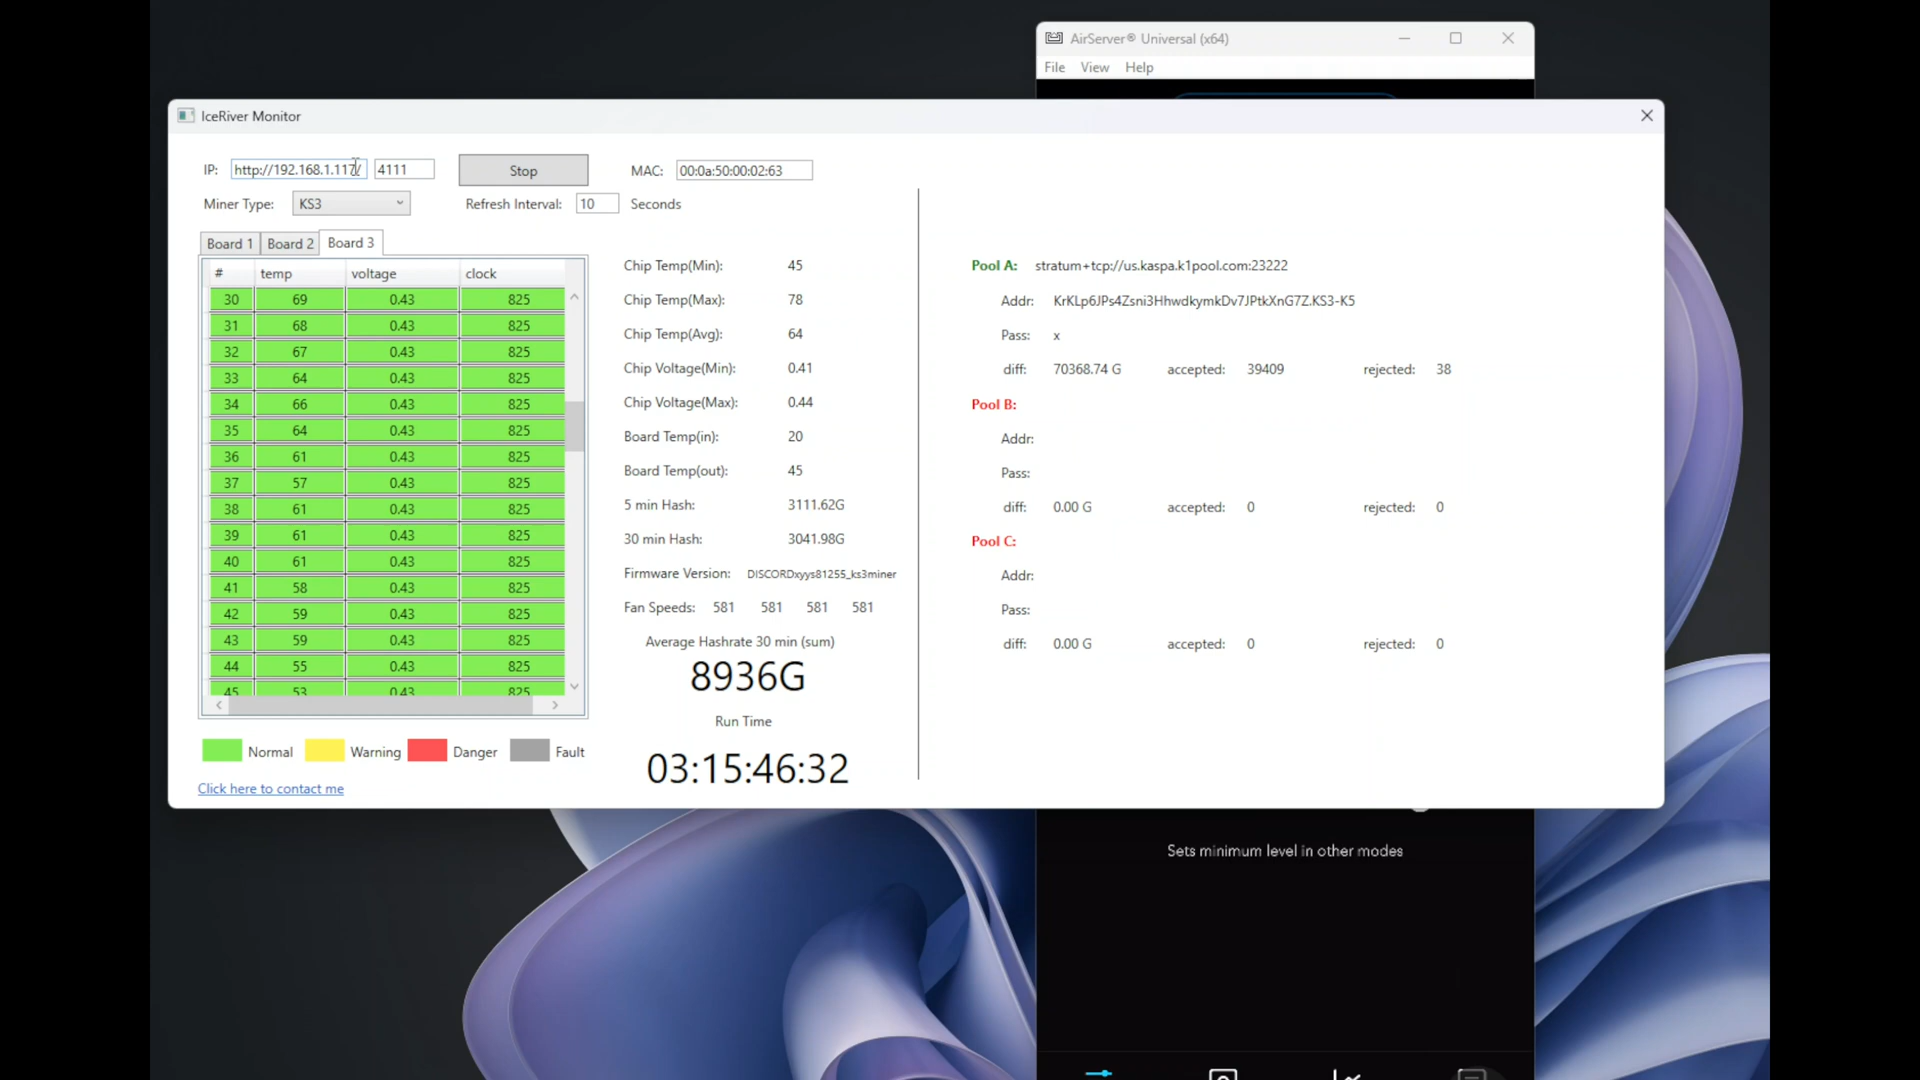 AirServer® Universal (x64)
File View Help
IceRiver Monitor
IP: http://192.168.1.117/ 4111 Stop MAC: 00:0a:50:00:02:63
Miner Type: KS3 Refresh Interval: 10 Seconds
Board 1 Board 2 Board 3
# temp voltage clock
30 69 0.43 825
31 68 0.43 825
32 67 0.43 825
33 64 0.43 825
34 66 0.43 825
35 64 0.43 825
36 61 0.43 825
37 57 0.43 825
38 61 0.43 825
39 61 0.43 825
40 61 0.43 825
41 58 0.43 825
42 59 0.43 825
43 59 0.43 825
44 55 0.43 825
45 53 0.43 825
Normal Warning Danger Fault
Click here to contact me
Chip Temp(Min): 45
Chip Temp(Max): 78
Chip Temp(Avg): 64
Chip Voltage(Min): 0.41
Chip Voltage(Max): 0.44
Board Temp(in): 20
Board Temp(out): 45
5 min Hash: 3111.62G
30 min Hash: 3041.98G
Firmware Version: DISCORDxyys81255_ks3miner
Fan Speeds: 581 581 581 581
Average Hashrate 30 min (sum)
8936G
Run Time
03:15:46:32
Pool A: stratum+tcp://us.kaspa.k1pool.com:23222
Addr: KrKLp6JPs4Zsni3HhwdkymkDv7JPtkXnG7Z.KS3-K5
Pass: x
diff: 70368.74 G accepted: 39409 rejected: 38
Pool B:
Addr:
Pass:
diff: 0.00 G accepted: 0 rejected: 0
Pool C:
Addr:
Pass:
diff: 0.00 G accepted: 0 rejected: 0
Sets minimum level in other modes